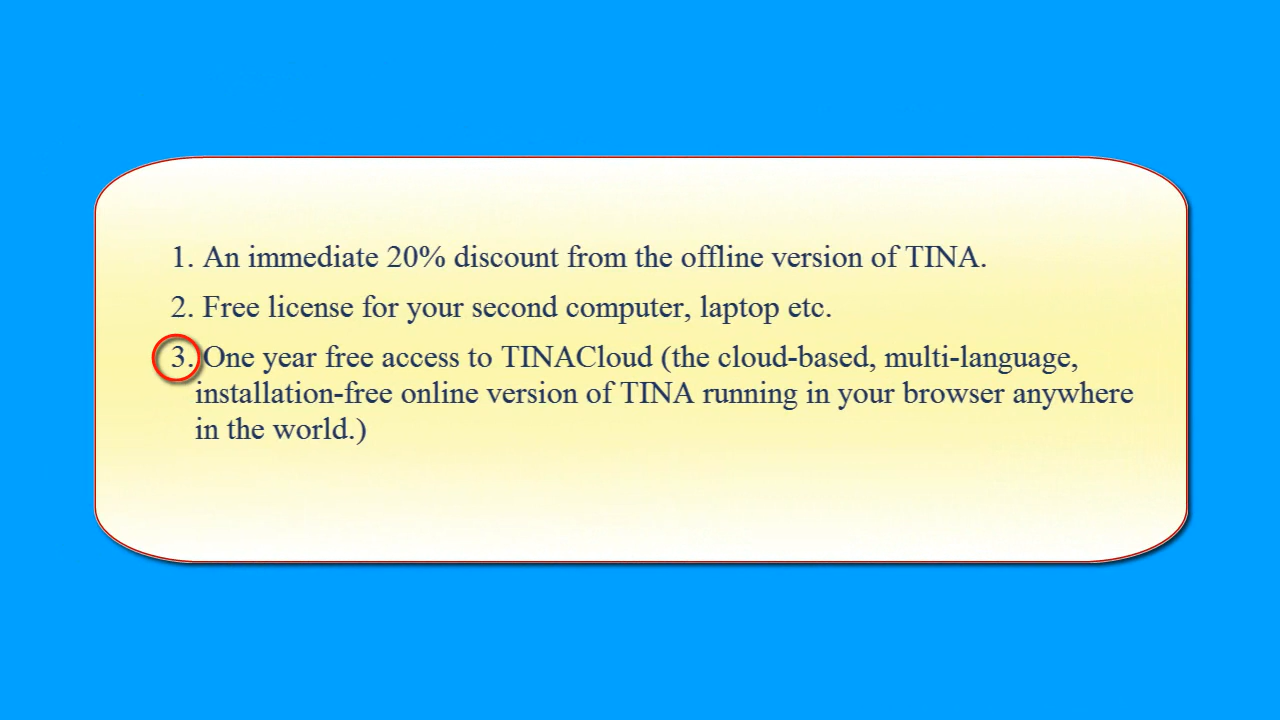 1. An immediate 20% discount from the offline version of TINA.
2. Free license for your second computer, laptop etc.
3. One year free access to TINACloud (the cloud-based, multi-language,
installation-free online version of TINA running in your browser anywhere
in the world.)